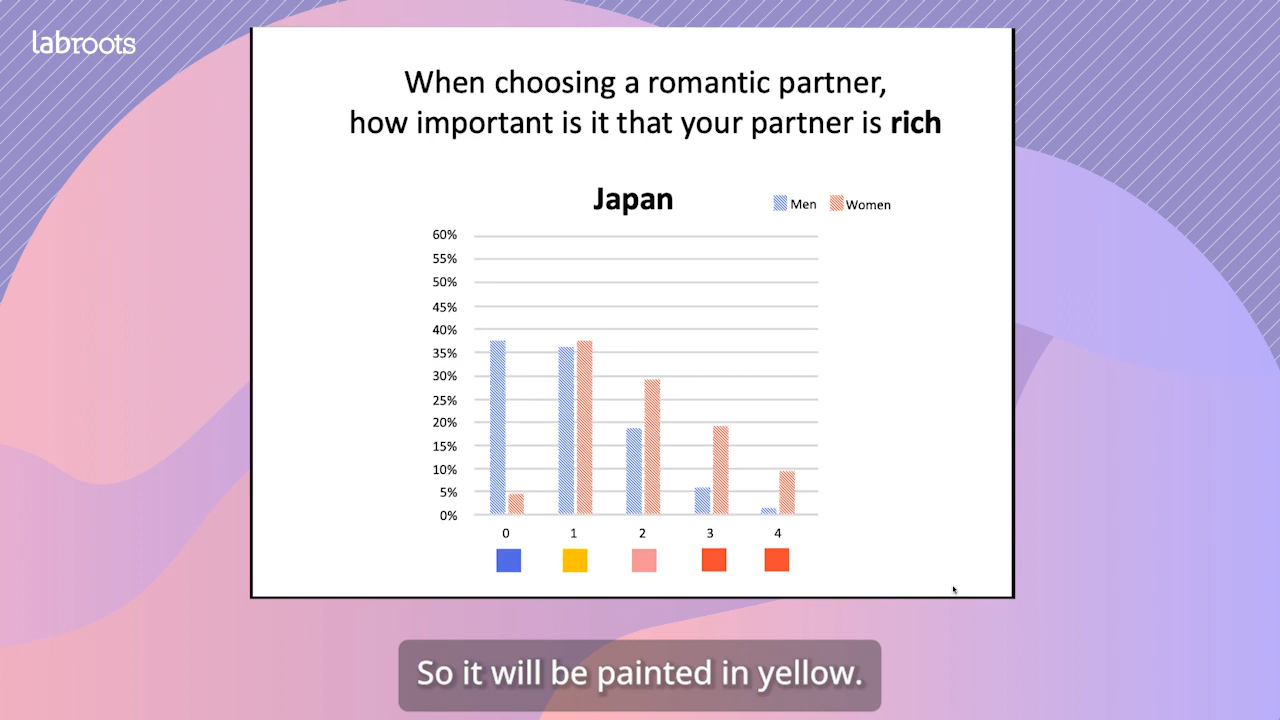 labroots
When choosing a romantic partner,
how important is it that your partner is rich
Japan
Men
Women
60%
55%
50%
45%
40%
35%
30%
25%
20%
15%
10%
5%
0%
0 1 2 3 4
So it will be painted in yellow.